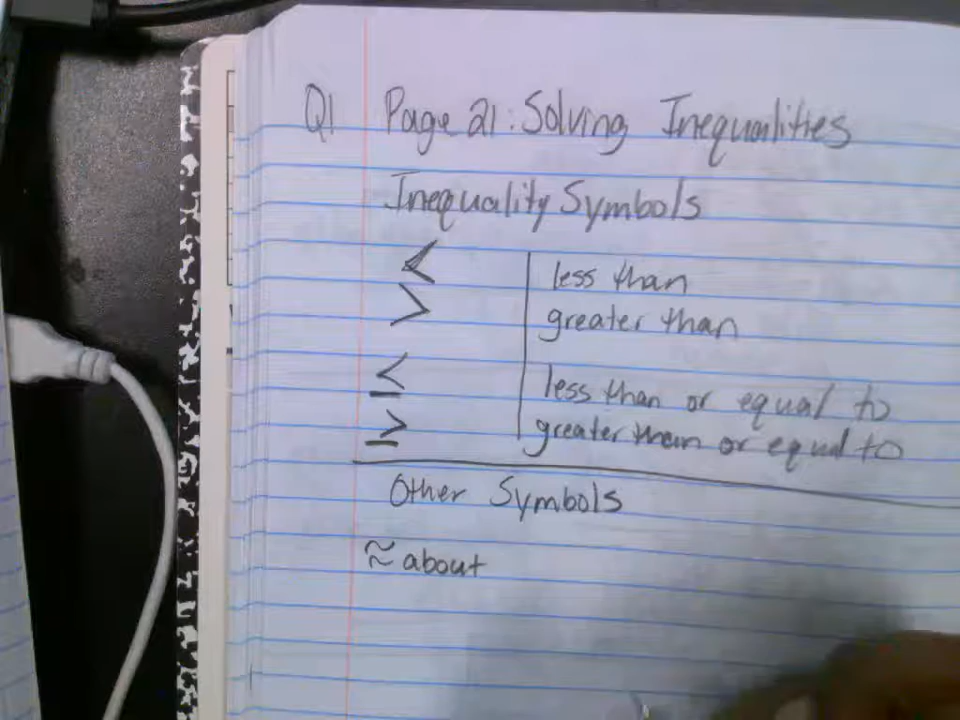 Q1 Page 21: Solving Inequalities
Inequality Symbols
< less than
> greater than
≤ less than or equal to
≥ greater than or equal to
Other Symbols
≈ about